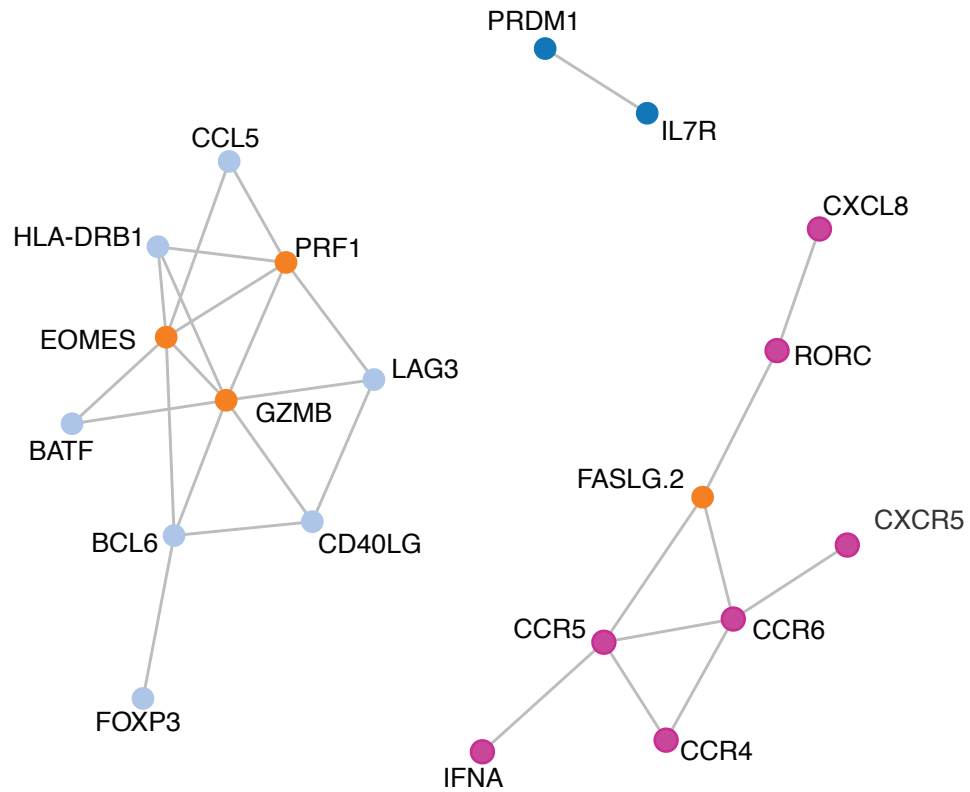 PRDM1
IL7R
CCL5
CXCL8
HLA-DRB1
PRF1
EOMES
RORC
LAG3
GZMB
BATF
FASLG.2
CXCR5
BCL6
CD40LG
CCR5
CCR6
FOXP3
CCR4
IFNA